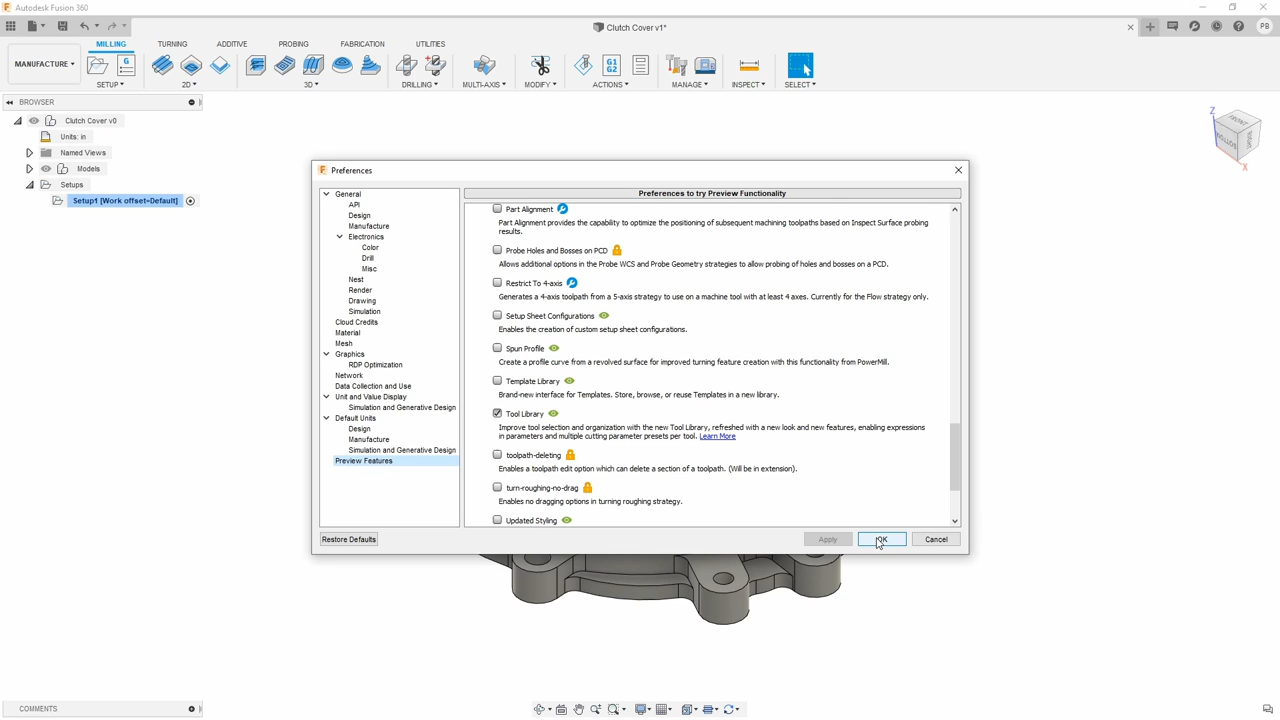 Autodesk Fusion 360
Clutch Cover v1*
PB
MANUFACTURE
MILLING
TURNING
ADDITIVE
PROBING
FABRICATION
UTILITIES
SETUP
2D
3D
DRILLING
MULTI-AXIS
MODIFY
G1
G2
ACTIONS
MANAGE
INSPECT
SELECT
BROWSER
Clutch Cover v0
Units: in
Named Views
Models
Setups
Setup1 [Work offset=Default]
Z
FRONT
BOTTOM
RIGHT
X
Preferences
General
API
Design
Manufacture
Electronics
Color
Drill
Misc
Nest
Render
Drawing
Simulation
Cloud Credits
Material
Mesh
Graphics
RDP Optimization
Network
Data Collection and Use
Unit and Value Display
Simulation and Generative Design
Default Units
Design
Manufacture
Simulation and Generative Design
Preview Features
Preferences to try Preview Functionality
Part Alignment
Part Alignment provides the capability to optimize the positioning of subsequent machining toolpaths based on Inspect Surface probing
results.
Probe Holes and Bosses on PCD
Allows additional options in the Probe WCS and Probe Geometry strategies to allow probing of holes and bosses on a PCD.
Restrict To 4-axis
Generates a 4-axis toolpath from a 5-axis strategy to use on a machine tool with at least 4 axes. Currently for the Flow strategy only.
Setup Sheet Configurations
Enables the creation of custom setup sheet configurations.
Spun Profile
Create a profile curve from a revolved surface for improved turning feature creation with this functionality from PowerMill.
Template Library
Brand-new interface for Templates. Store, browse, or reuse Templates in a new library.
Tool Library
Improve tool selection and organization with the new Tool Library, refreshed with a new look and new features, enabling expressions
in parameters and multiple cutting parameter presets per tool. Learn More
toolpath-deleting
Enables a toolpath edit option which can delete a section of a toolpath. (Will be in extension).
turn-roughing-no-drag
Enables no dragging options in turning roughing strategy.
Updated Styling
Restore Defaults
Apply
OK
Cancel
COMMENTS